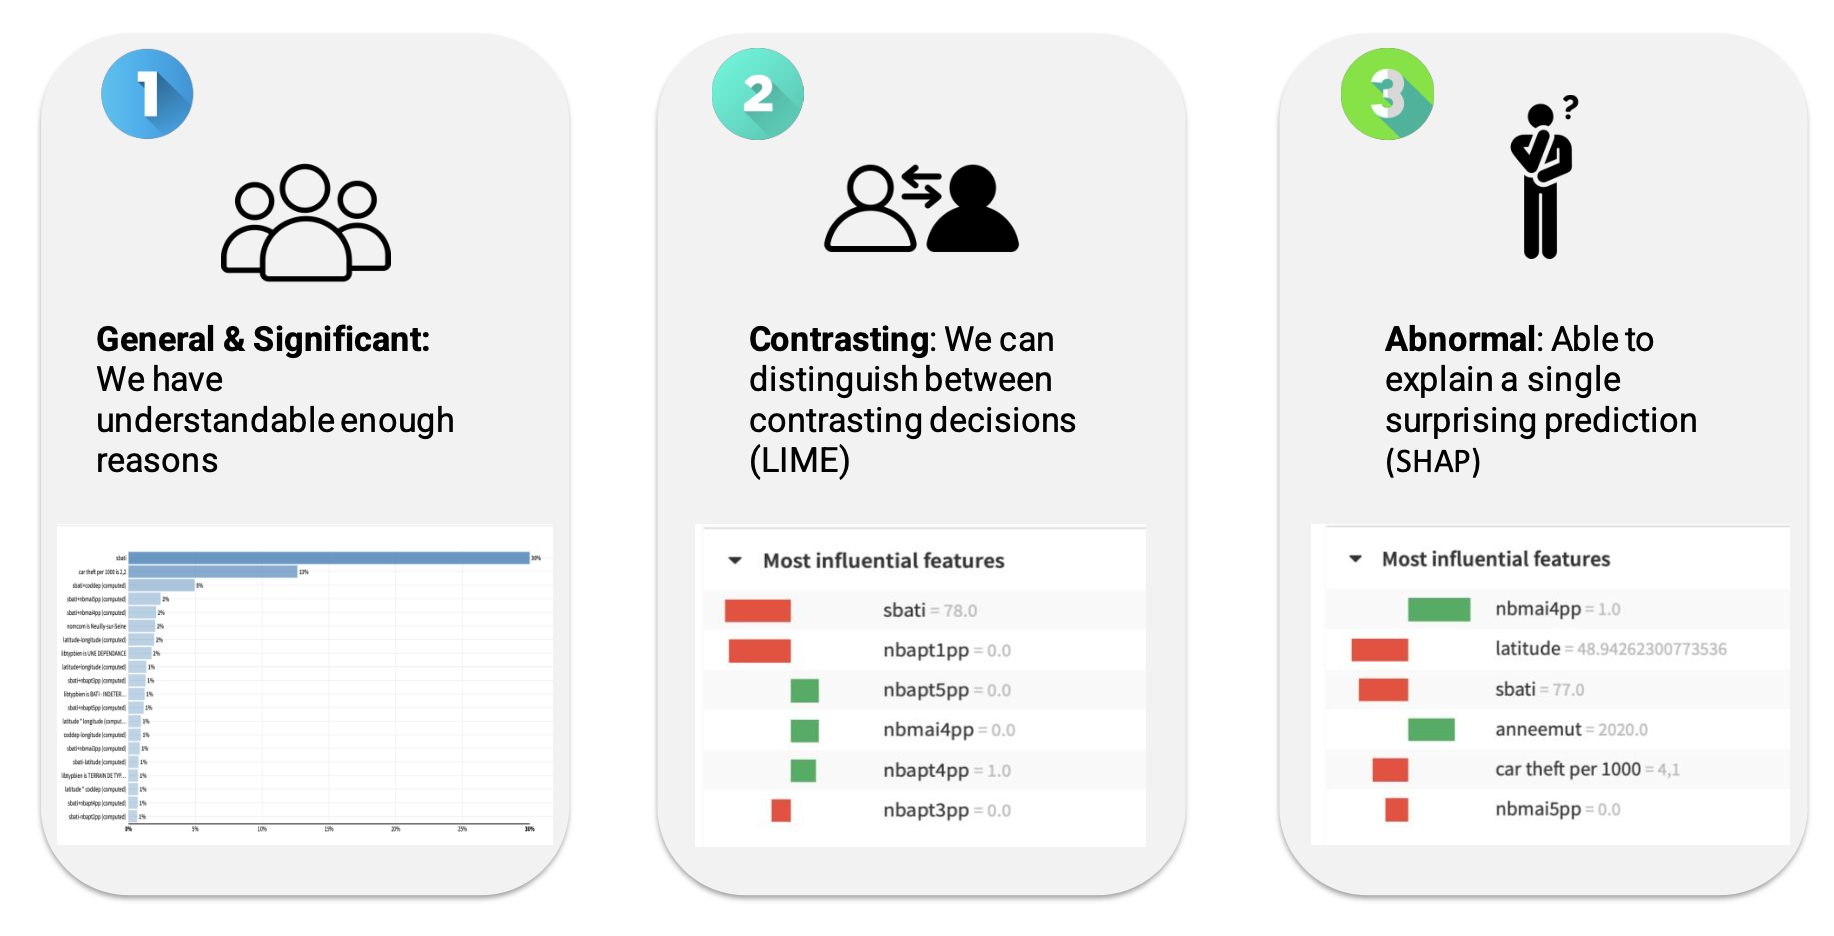 1
General & Significant:
We have
understandable enough
reasons
sbati
30%
car theft per 1000 is 2,2
13%
sbati+coddep (computed)
5%
sbati+nbmai5pp (computed)
2%
sbati+nbmai4pp (computed)
2%
nomcom is Neuilly-sur-Seine
2%
latitude-longitude (computed)
2%
libtypbien is UNE DEPENDANCE
2%
latitude+longitude (computed)
1%
sbati+nbapt3pp (computed)
1%
libtypbien is BATI - INDETER...
1%
sbati+nbapt5pp (computed)
1%
latitude * longitude (comput...
1%
coddep-longitude (computed)
1%
sbati+nbmai3pp (computed)
1%
sbati-latitude (computed)
1%
libtypbien is TERRAIN DE TYP...
1%
latitude * coddep (computed)
1%
sbati+nbapt4pp (computed)
1%
sbati-nbapt2pp (computed)
1%
0% 5% 10% 15% 20% 25% 30%
2
Contrasting: We can
distinguish between
contrasting decisions
(LIME)
Most influential features
sbati = 78.0
nbapt1pp = 0.0
nbapt5pp = 0.0
nbmai4pp = 0.0
nbapt4pp = 1.0
nbapt3pp = 0.0
3
?
Abnormal: Able to
explain a single
surprising prediction
(SHAP)
Most influential features
nbmai4pp = 1.0
latitude = 48.94262300773536
sbati = 77.0
anneemut = 2020.0
car theft per 1000 = 4,1
nbmai5pp = 0.0